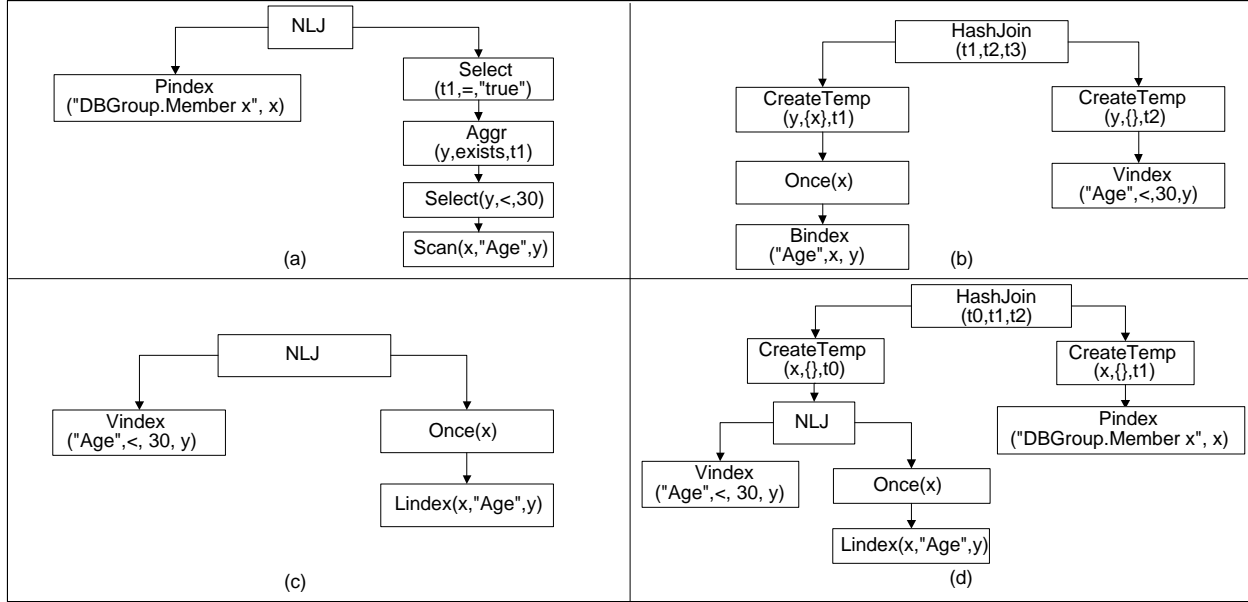 NLJ
Pindex
("DBGroup.Member x", x)
Select
(t1,=,"true")
Aggr
(y,exists,t1)
Select(y,<,30)
Scan(x,"Age",y)
(a)
HashJoin
(t1,t2,t3)
CreateTemp
(y,{x},t1)
Once(x)
Bindex
("Age",x, y)
CreateTemp
(y,{},t2)
Vindex
("Age",<,30,y)
(b)
NLJ
Vindex
("Age",<, 30, y)
Once(x)
Lindex(x,"Age",y)
(c)
HashJoin
(t0,t1,t2)
CreateTemp
(x,{},t0)
NLJ
Vindex
("Age",<, 30, y)
Once(x)
Lindex(x,"Age",y)
CreateTemp
(x,{},t1)
Pindex
("DBGroup.Member x", x)
(d)